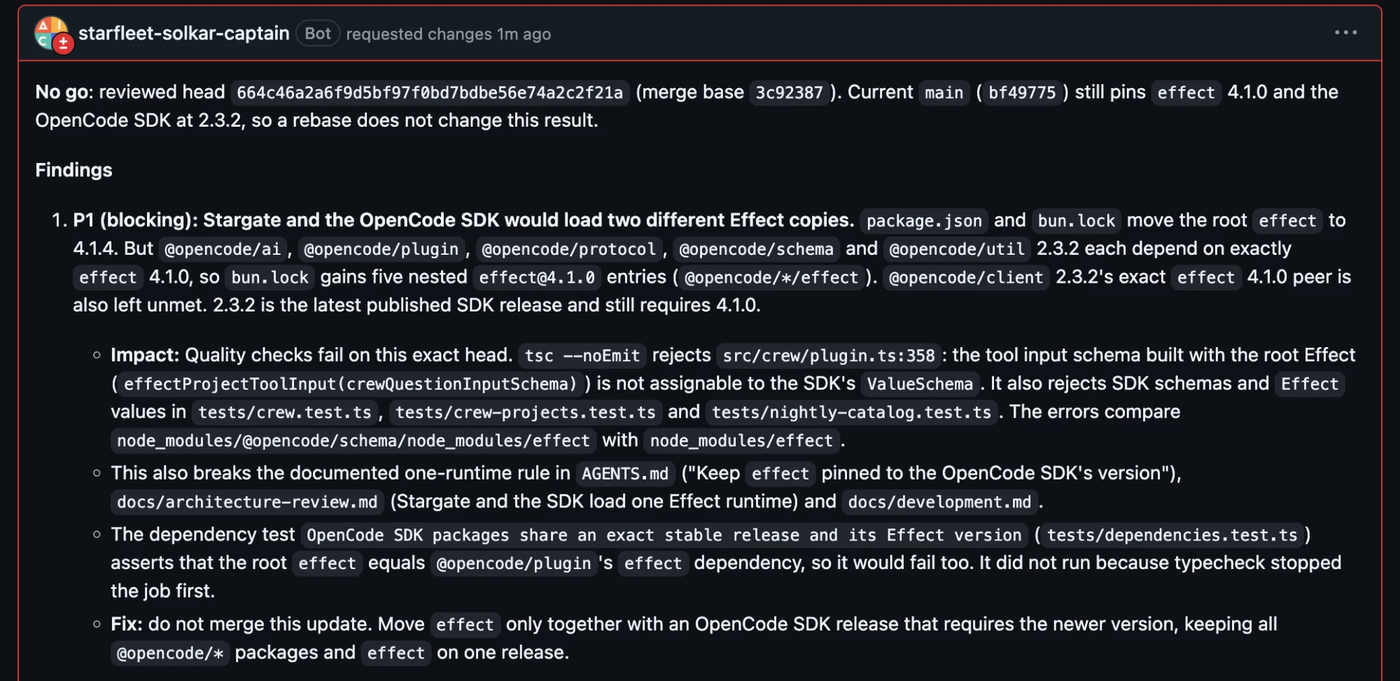 starfleet-solkar-captain Bot requested changes 1m ago
No go: reviewed head 664c46a2a6f9d5bf97f0bd7bdbe56e74a2c2f21a (merge base 3c92387 ). Current main ( bf49775 ) still pins effect 4.1.0 and the
OpenCode SDK at 2.3.2, so a rebase does not change this result.
Findings
1. P1 (blocking): Stargate and the OpenCode SDK would load two different Effect copies. package.json and bun.lock move the root effect to
4.1.4. But @opencode/ai , @opencode/plugin , @opencode/protocol , @opencode/schema and @opencode/util 2.3.2 each depend on exactly
effect 4.1.0, so bun.lock gains five nested effect@4.1.0 entries ( @opencode/*/effect ). @opencode/client 2.3.2's exact effect 4.1.0 peer is
also left unmet. 2.3.2 is the latest published SDK release and still requires 4.1.0.
◦ Impact: Quality checks fail on this exact head. tsc --noEmit rejects src/crew/plugin.ts:358 : the tool input schema built with the root Effect
( effectProjectToolInput(crewQuestionInputSchema) ) is not assignable to the SDK's ValueSchema . It also rejects SDK schemas and Effect
values in tests/crew.test.ts , tests/crew-projects.test.ts and tests/nightly-catalog.test.ts . The errors compare
node_modules/@opencode/schema/node_modules/effect with node_modules/effect .
◦ This also breaks the documented one-runtime rule in AGENTS.md ("Keep effect pinned to the OpenCode SDK's version"),
docs/architecture-review.md (Stargate and the SDK load one Effect runtime) and docs/development.md .
◦ The dependency test OpenCode SDK packages share an exact stable release and its Effect version ( tests/dependencies.test.ts )
asserts that the root effect equals @opencode/plugin 's effect dependency, so it would fail too. It did not run because typecheck stopped
the job first.
◦ Fix: do not merge this update. Move effect only together with an OpenCode SDK release that requires the newer version, keeping all
@opencode/* packages and effect on one release.